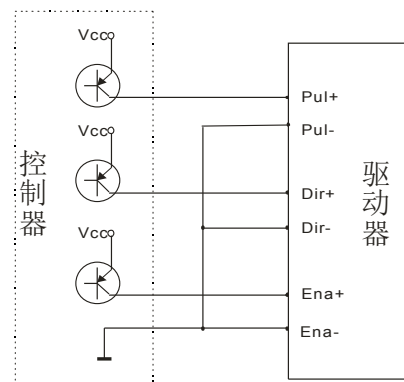 Vcc
Pul+
Pul-
Vcc
控制器
驱动器
Dir+
Dir-
Vcc
Ena+
Ena-